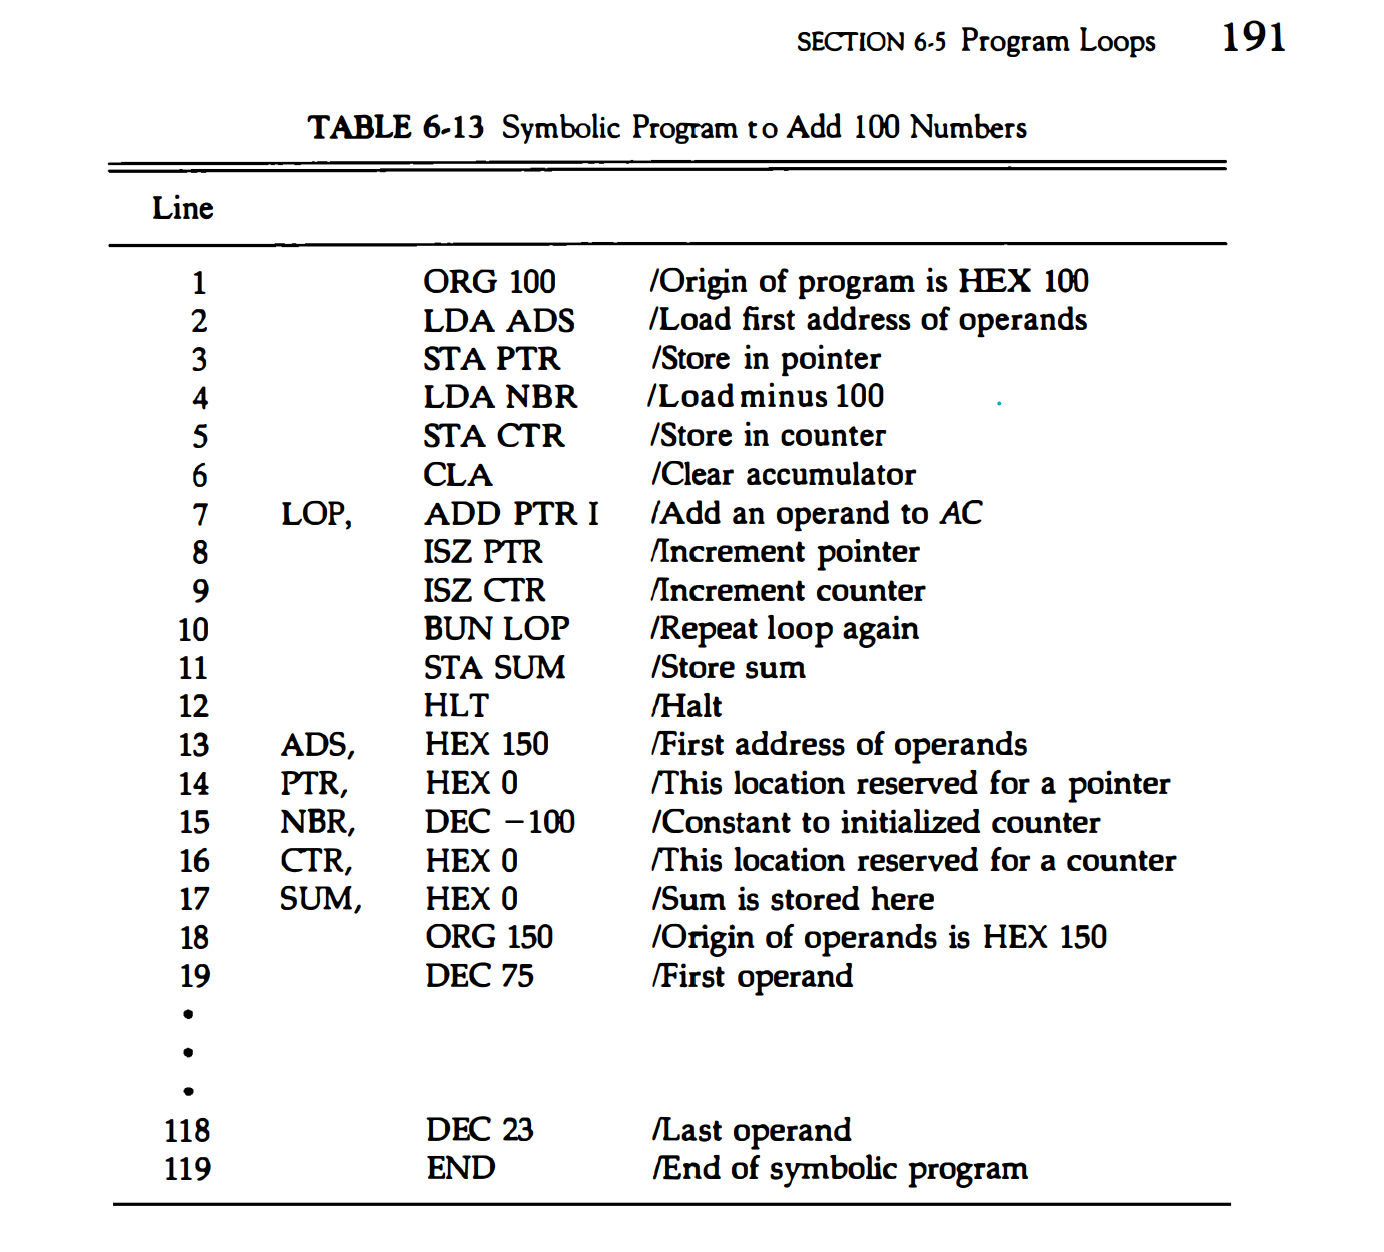 SECTION 6-5 Program Loops 191
TABLE 6-13 Symbolic Program to Add 100 Numbers
Line
1 ORG 100 /Origin of program is HEX 100
2 LDA ADS /Load first address of operands
3 STA PTR /Store in pointer
4 LDA NBR /Load minus 100
5 STA CTR /Store in counter
6 CLA /Clear accumulator
7 LOP, ADD PTR I /Add an operand to AC
8 ISZ PTR /Increment pointer
9 ISZ CTR /Increment counter
10 BUN LOP /Repeat loop again
11 STA SUM /Store sum
12 HLT /Halt
13 ADS, HEX 150 /First address of operands
14 PTR, HEX 0 /This location reserved for a pointer
15 NBR, DEC −100 /Constant to initialized counter
16 CTR, HEX 0 /This location reserved for a counter
17 SUM, HEX 0 /Sum is stored here
18 ORG 150 /Origin of operands is HEX 150
19 DEC 75 /First operand
•
•
•
118 DEC 23 /Last operand
119 END /End of symbolic program